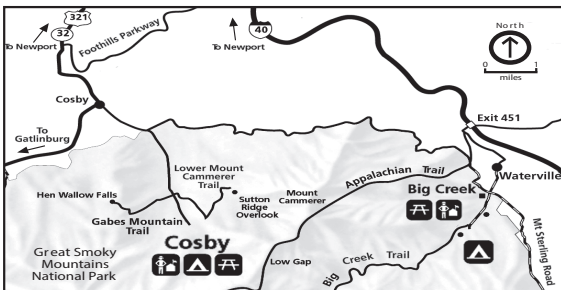 321
32
To Newport
Foothills Parkway
40
To Newport
North
0 1
miles
Cosby
Exit 451
To
Gatlinburg
Lower Mount
Cammerer
Trail
Appalachian Trail
Waterville
Hen Wallow Falls
Sutton
Ridge
Overlook
Mount
Cammerer
Big Creek
Gabes Mountain
Trail
Cosby
Mt Sterling Road
Great Smoky
Mountains
National Park
Low Gap
Big Creek Trail